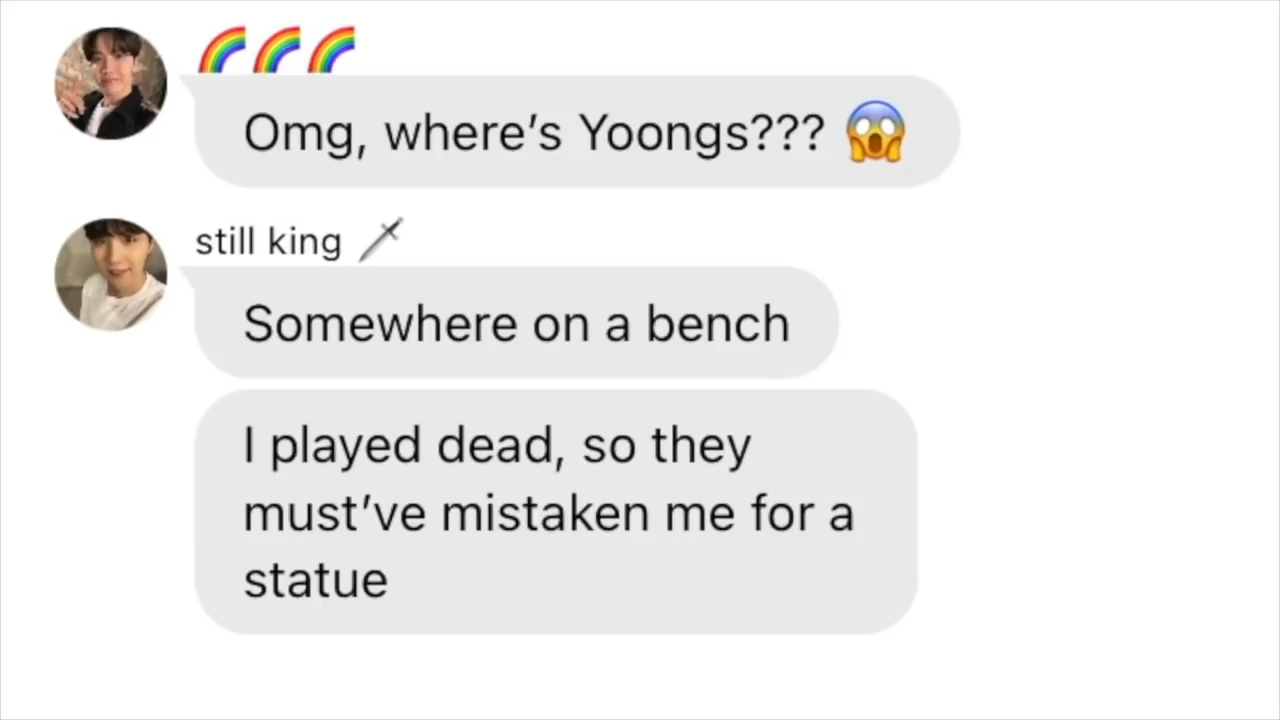 🌈🌈🌈
Omg, where’s Yoongs??? 😱
still king 🗡️
Somewhere on a bench
I played dead, so they
must’ve mistaken me for a
statue